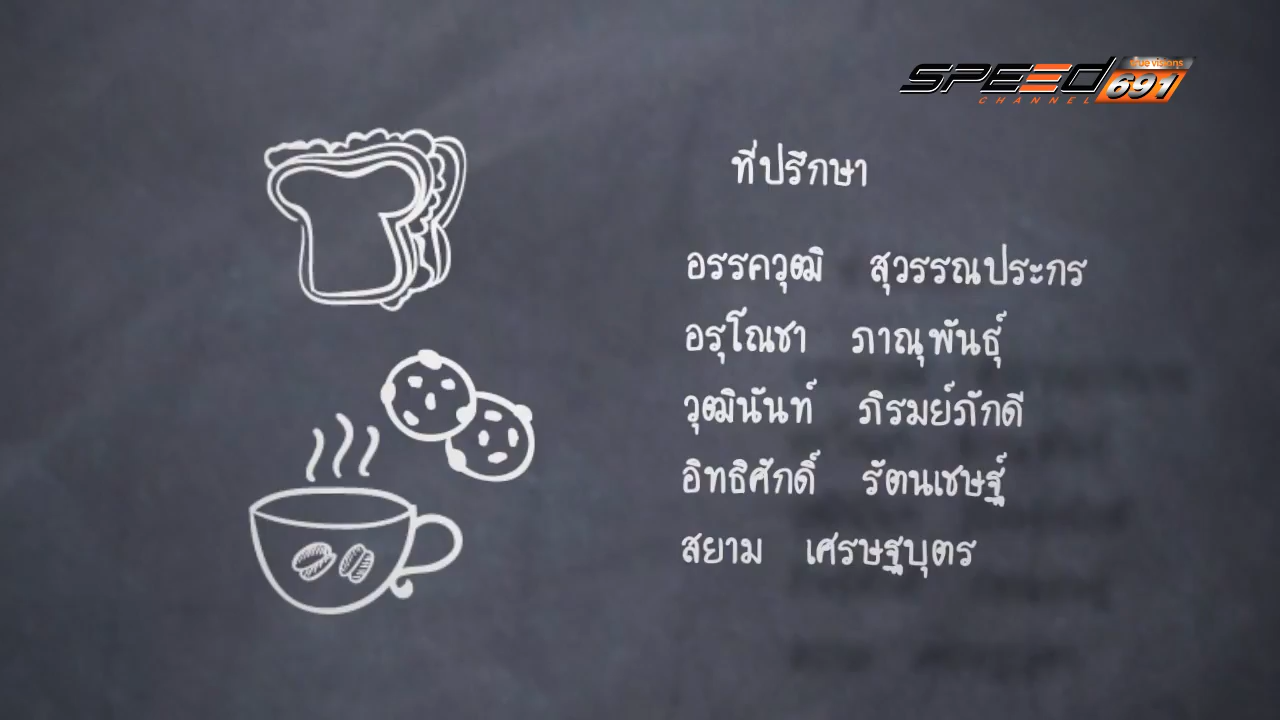 true visions
SPEED 691
CHANNEL
ที่ปรึกษา
อรรควุฒิ สุวรรณประกร
อรุโณชา ภาณุพันธุ์
วุฒินันท์ ภิรมย์ภักดี
อิทธิศักดิ์ รัตนเชษฐ์
สยาม เศรษฐบุตร